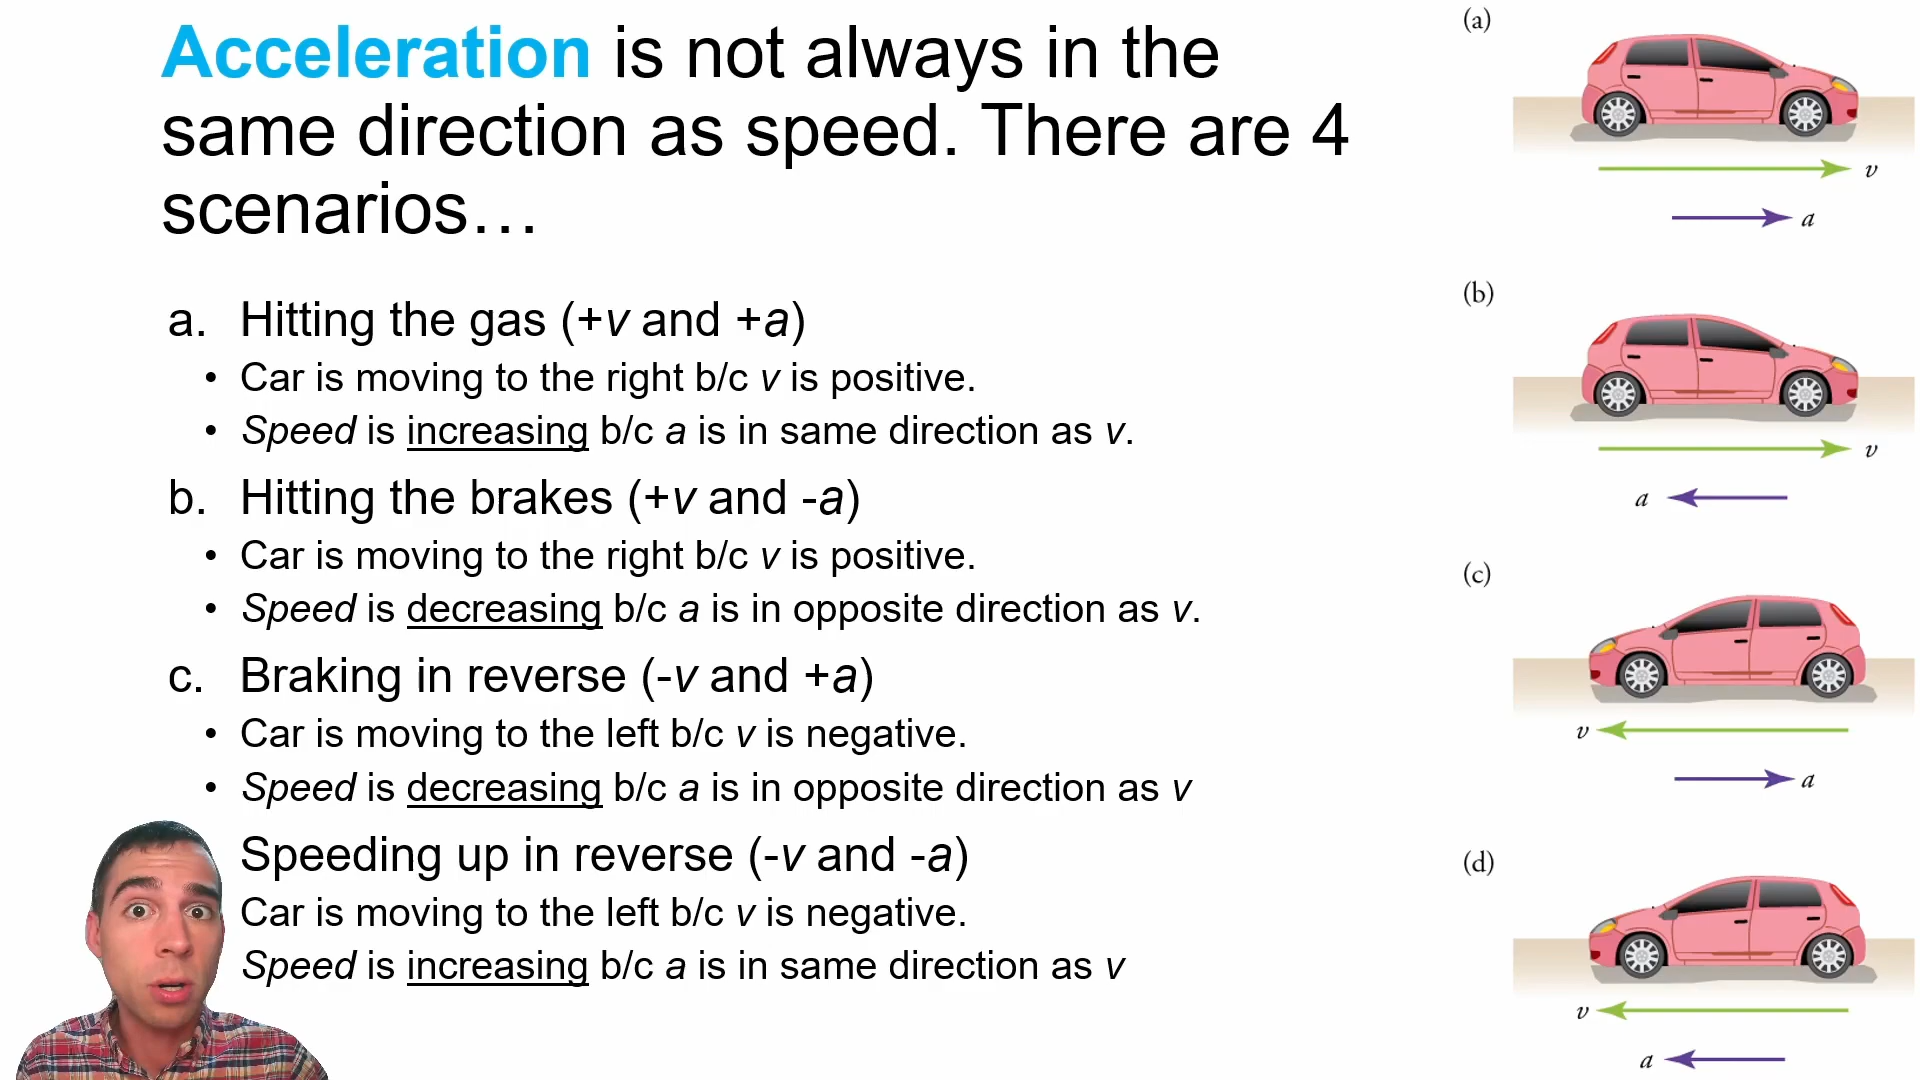 Acceleration is not always in the
same direction as speed. There are 4
scenarios…
a. Hitting the gas (+v and +a)
• Car is moving to the right b/c v is positive.
• Speed is increasing b/c a is in same direction as v.
b. Hitting the brakes (+v and -a)
• Car is moving to the right b/c v is positive.
• Speed is decreasing b/c a is in opposite direction as v.
c. Braking in reverse (-v and +a)
• Car is moving to the left b/c v is negative.
• Speed is decreasing b/c a is in opposite direction as v
Speeding up in reverse (-v and -a)
Car is moving to the left b/c v is negative.
Speed is increasing b/c a is in same direction as v
(a)
v
a
(b)
v
a
(c)
v
a
(d)
v
a